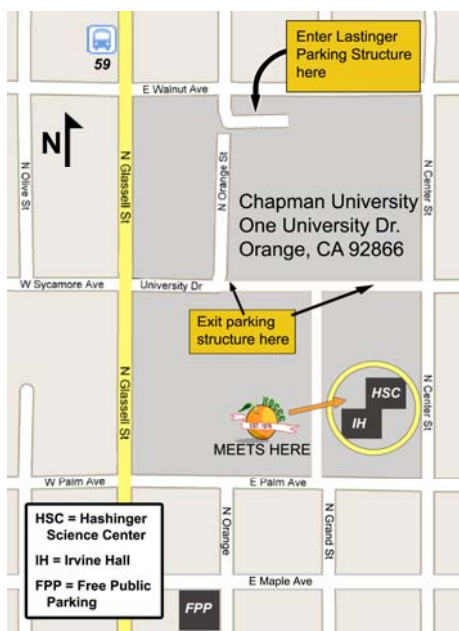 Enter Lastinger
Parking Structure
here
59
E Walnut Ave
N
N Olive St
N Glassell St
N Orange St
N Center St
Chapman University
One University Dr.
Orange, CA 92866
W Sycamore Ave
University Dr
Exit parking
structure here
N Glassell St
N Center St
HSC
IH
MEETS HERE
W Palm Ave
E Palm Ave
HSC = Hashinger
Science Center
IH = Irvine Hall
FPP = Free Public
Parking
N Orange
N Grand St
E Maple Ave
FPP